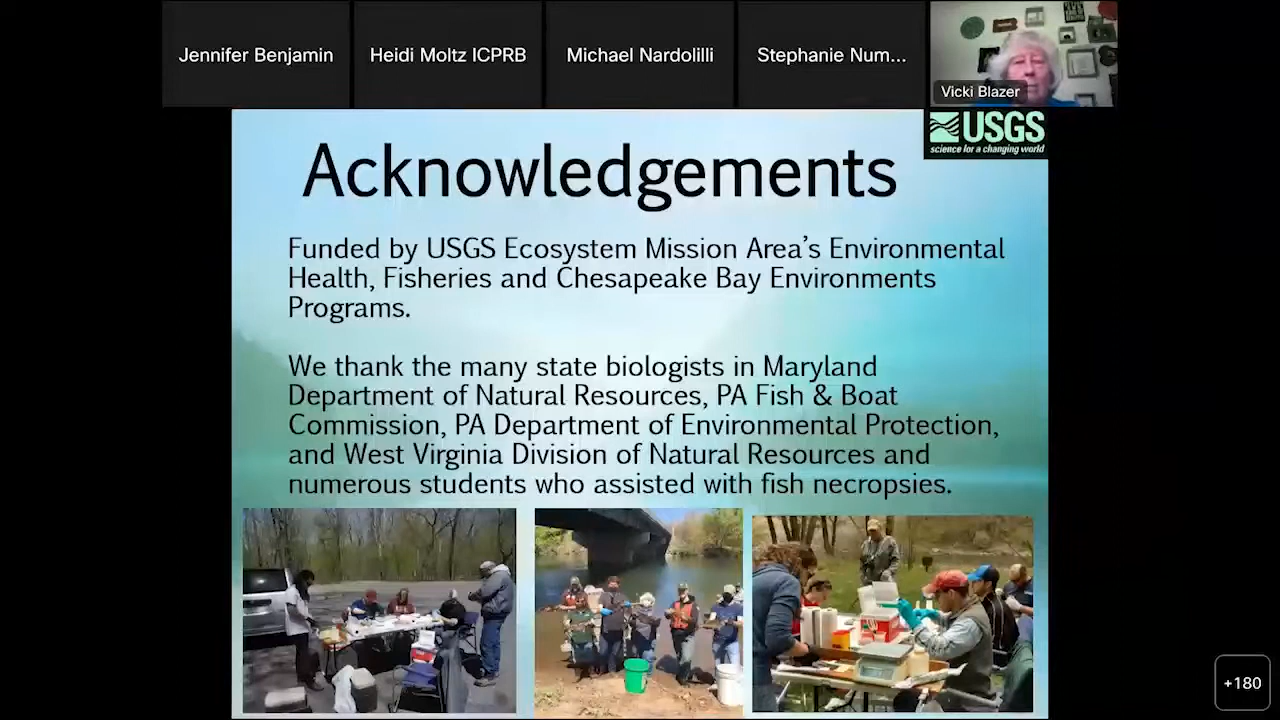 Jennifer Benjamin
Heidi Moltz ICPRB
Michael Nardolilli
Stephanie Num...
Vicki Blazer
USGS
science for a changing world
Acknowledgements
Funded by USGS Ecosystem Mission Area's Environmental
Health, Fisheries and Chesapeake Bay Environments
Programs.
We thank the many state biologists in Maryland
Department of Natural Resources, PA Fish & Boat
Commission, PA Department of Environmental Protection,
and West Virginia Division of Natural Resources and
numerous students who assisted with fish necropsies.
+180